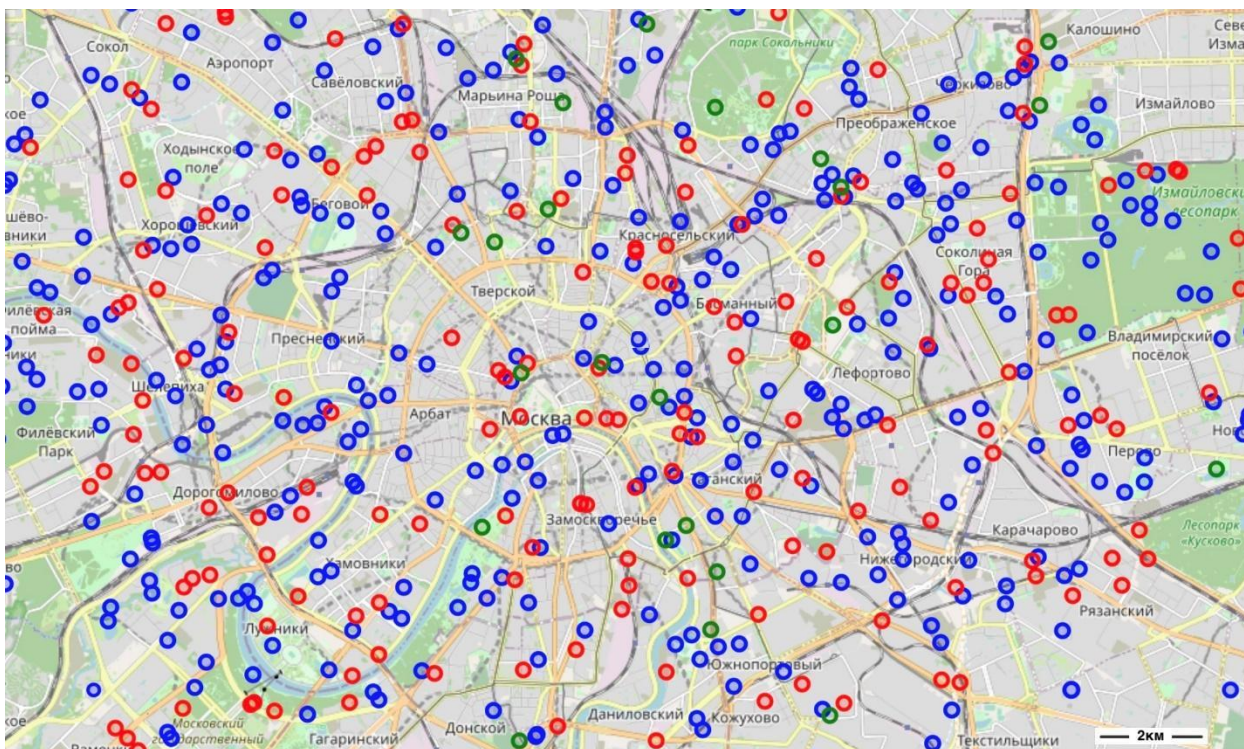 Сокол
Аэропорт
Савёловский
парк Сокольники
Калошино
Марьина Роща
Черкизово
Измайлово
Преображенское
Ходынское
поле
Беговой
Хорошёвский
Красносельский
Измайловский
лесопарк
Соколиная
Гора
Тверской
Басманный
пойма
Пресненский
Владимирский
посёлок
Шелепиха
Лефортово
Арбат
Москва
Филёвский
Парк
Перово
Дорогомилово
Таганский
Замоскворечье
Карачарово
Лесопарк
«Кусково»
Хамовники
Нижегородский
Рязанский
Лужники
Южнопортовый
Московский
государственный
Донской
Даниловский
Кожухово
Гагаринский
Текстильщики
2км